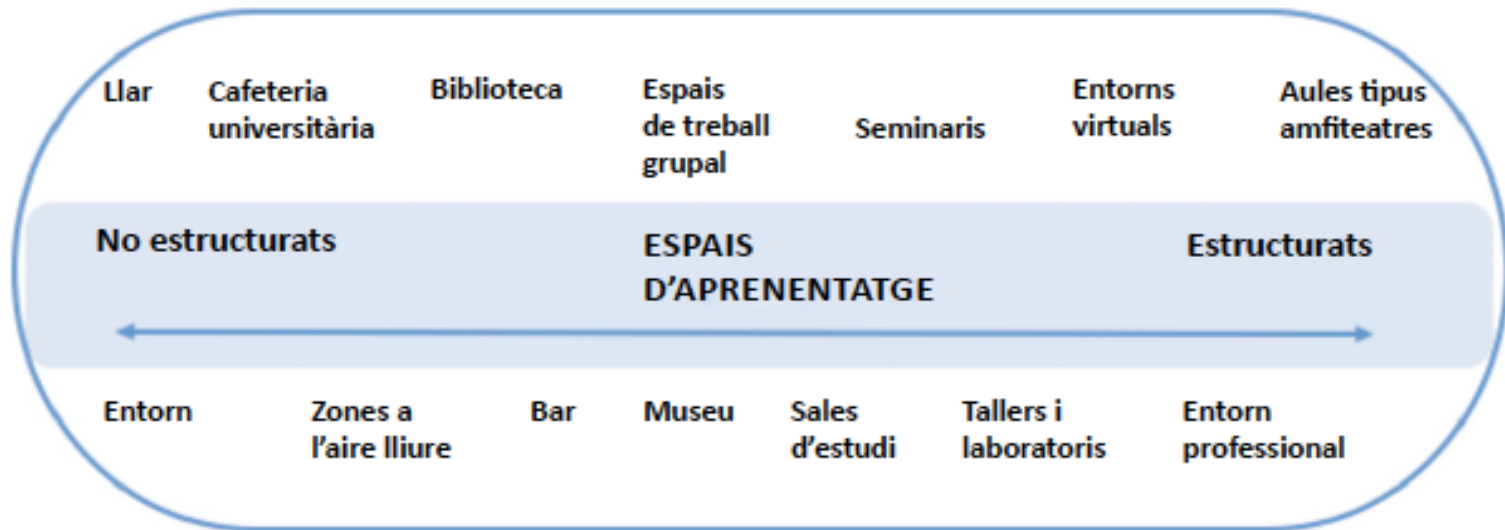 Llar
Cafeteria
universitària
Biblioteca
Espais
de treball
grupal
Seminaris
Entorns
virtuals
Aules tipus
amfiteatres
No estructurats
ESPAIS
D’APRENENTATGE
Estructurats
Entorn
Zones a
l’aire lliure
Bar
Museu
Sales
d’estudi
Tallers i
laboratoris
Entorn
professional